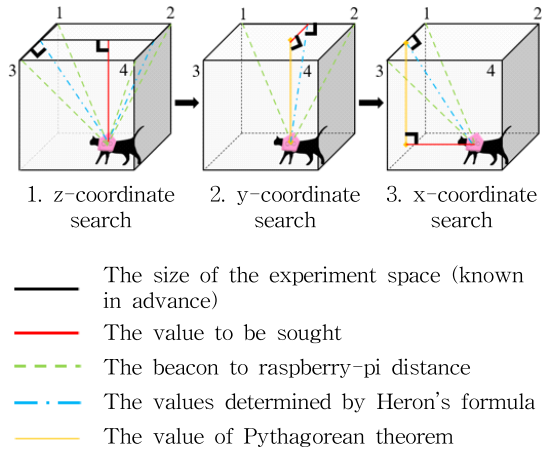 1 2 2 1
3 4 3 4 3 4
1. z-coordinate search
2. y-coordinate search
3. x-coordinate search
The size of the experiment space (known
in advance)
The value to be sought
The beacon to raspberry-pi distance
The values determined by Heron's formula
The value of Pythagorean theorem